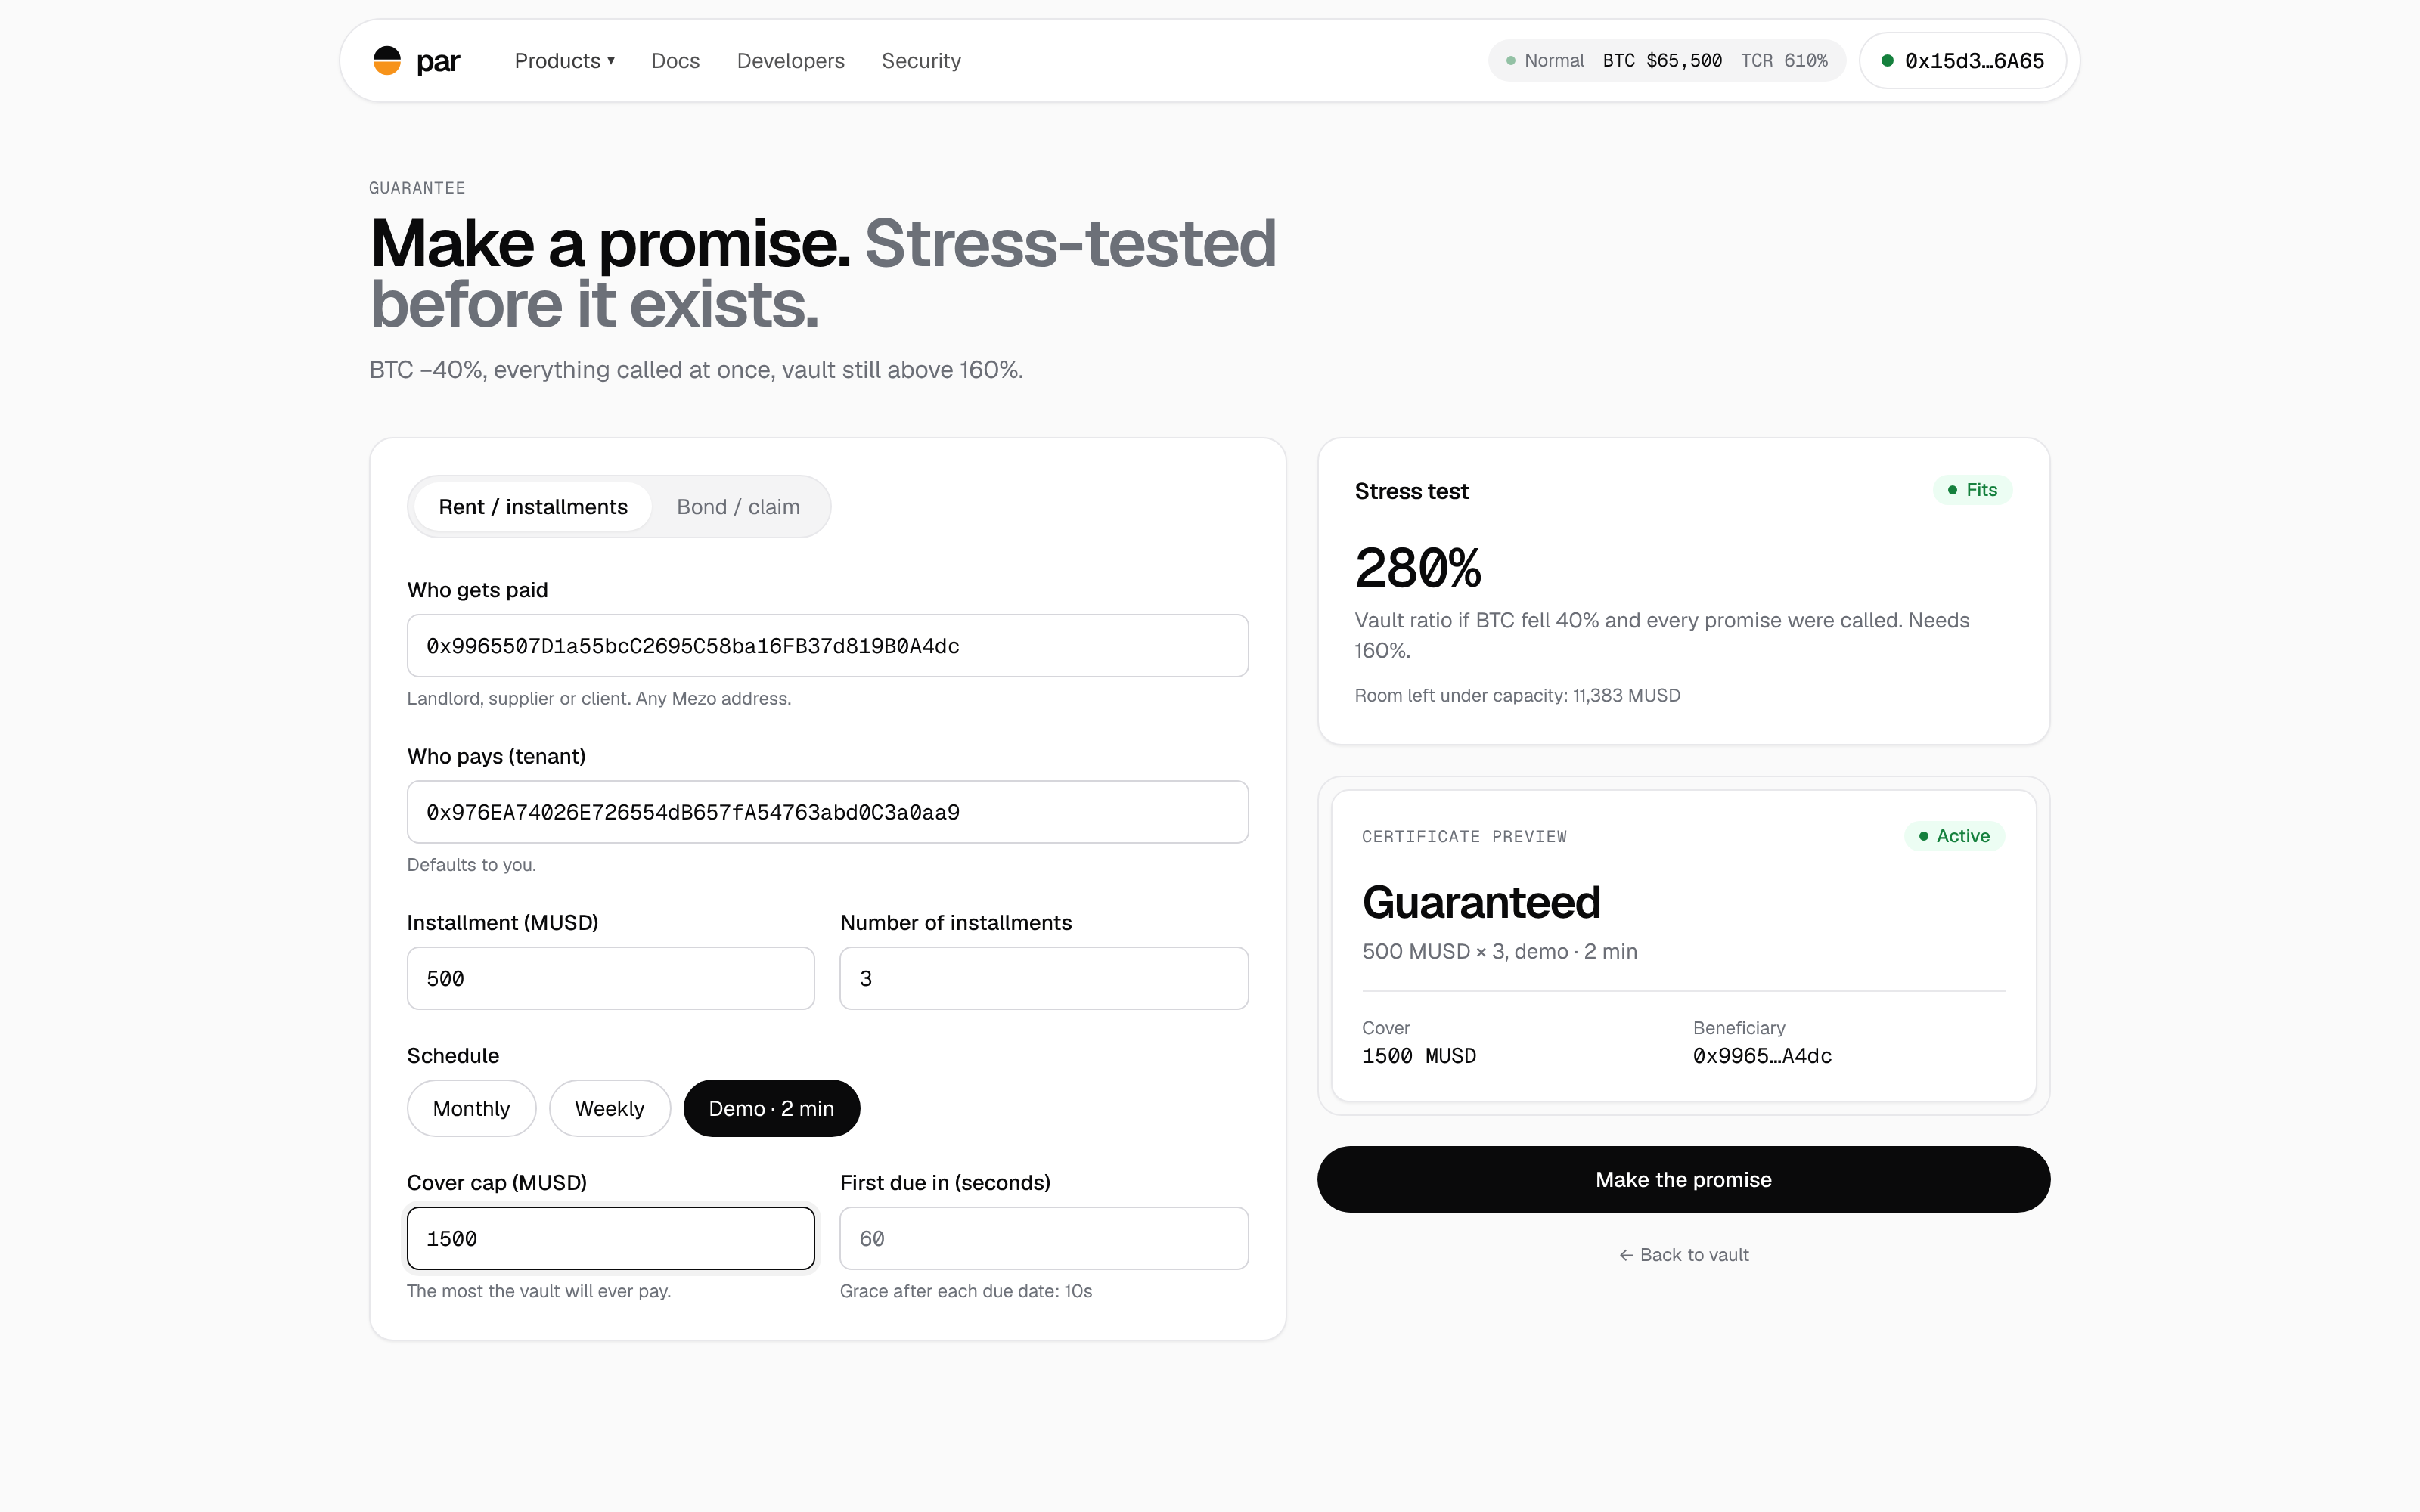 par
Products ▾
Docs
Developers
Security
Normal BTC $65,500 TCR 610%
0x15d3…6A65
GUARANTEE
Make a promise. Stress-tested
before it exists.
BTC −40%, everything called at once, vault still above 160%.
Rent / installments
Bond / claim
Who gets paid
0x9965507D1a55bcC2695C58ba16FB37d819B0A4dc
Landlord, supplier or client. Any Mezo address.
Who pays (tenant)
0x976EA74026E726554dB657fA54763abd0C3a0aa9
Defaults to you.
Installment (MUSD)
Number of installments
500
3
Schedule
Monthly
Weekly
Demo · 2 min
Cover cap (MUSD)
First due in (seconds)
1500
60
The most the vault will ever pay.
Grace after each due date: 10s
Stress test
Fits
280%
Vault ratio if BTC fell 40% and every promise were called. Needs
160%.
Room left under capacity: 11,383 MUSD
CERTIFICATE PREVIEW
Active
Guaranteed
500 MUSD × 3, demo · 2 min
Cover
Beneficiary
1500 MUSD
0x9965…A4dc
Make the promise
← Back to vault